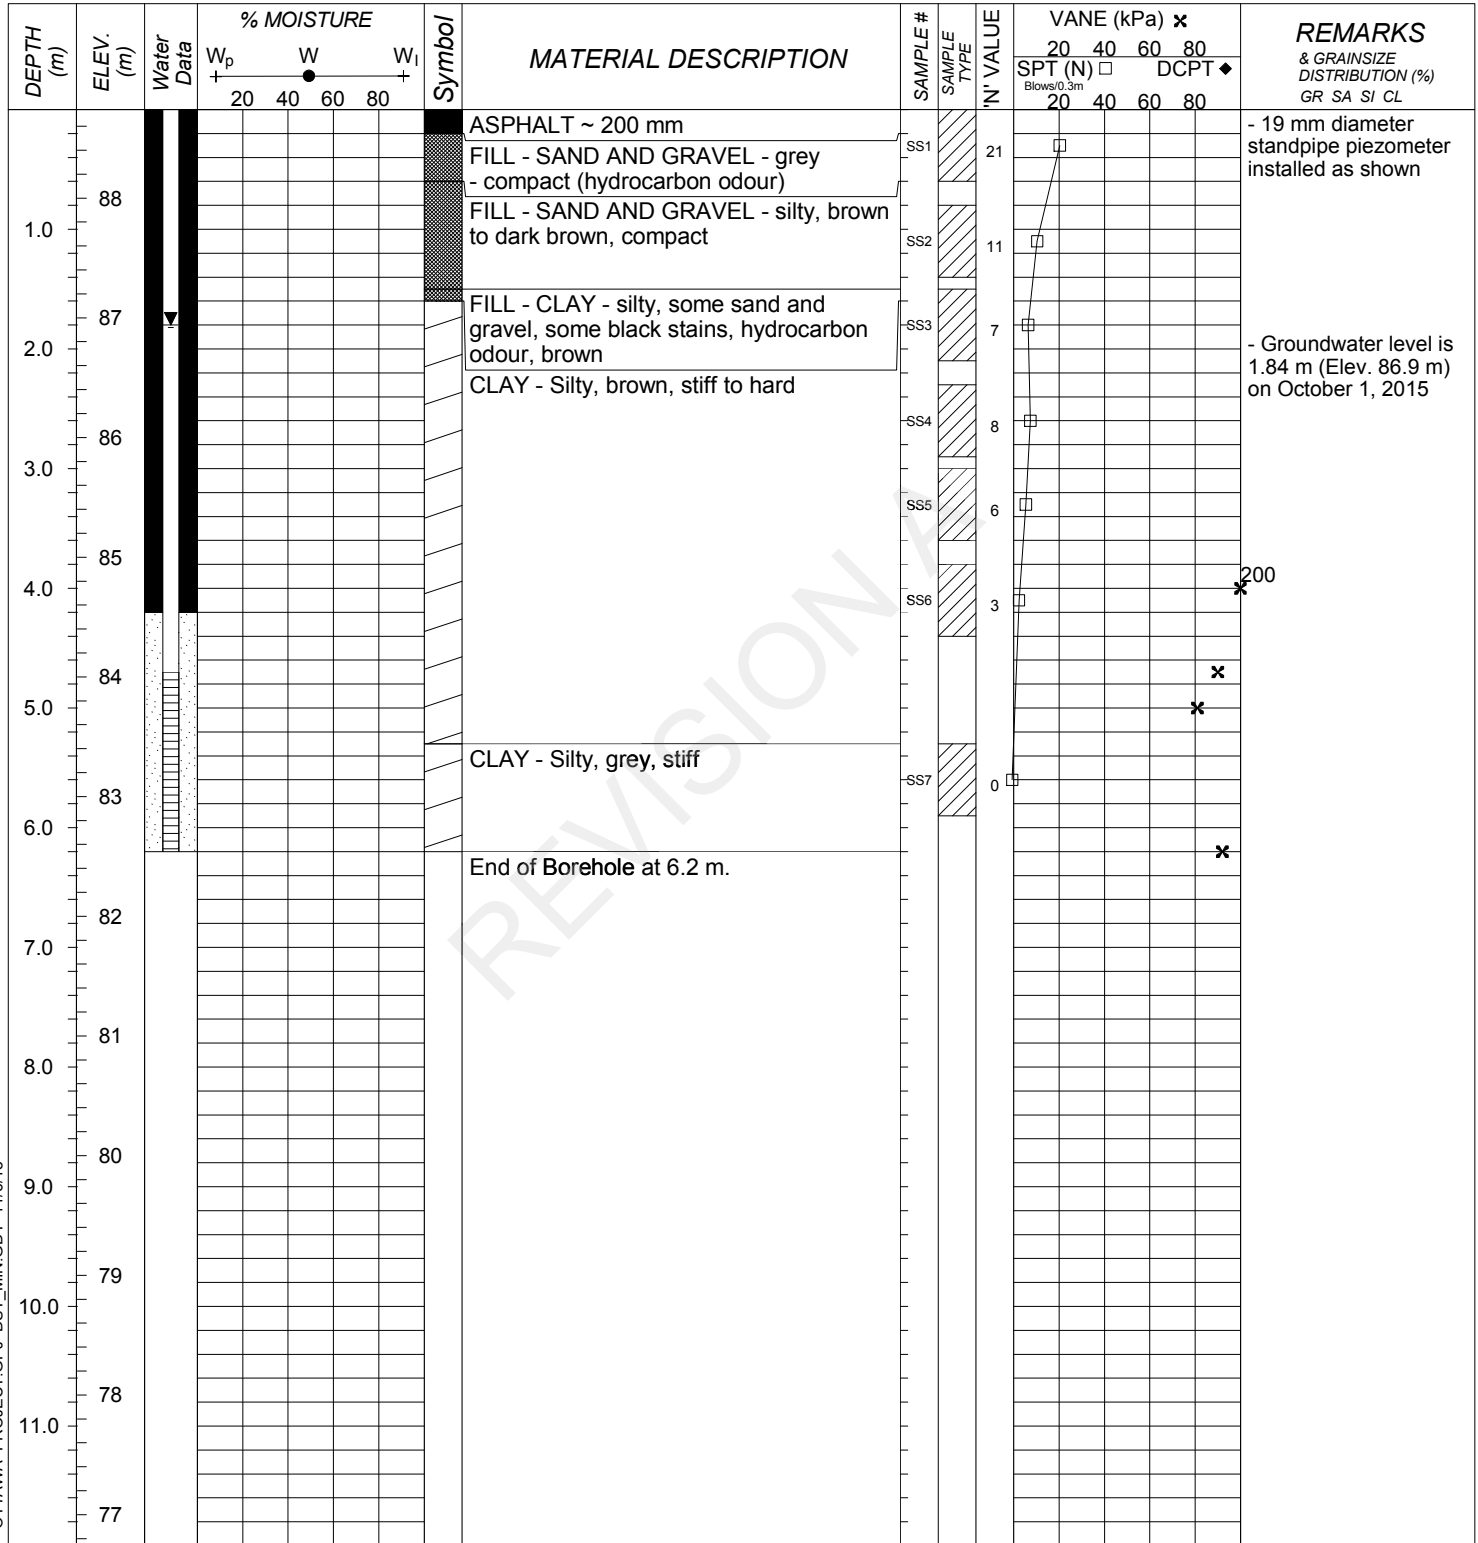 DEPTH (m)
ELEV. (m)
Water Data
% MOISTURE
Wp W Wl
20 40 60 80
Symbol
MATERIAL DESCRIPTION
SAMPLE #
SAMPLE TYPE
'N' VALUE
VANE (kPa) ✖
20 40 60 80
SPT (N) □ DCPT ◆
Blows/0.3m
20 40 60 80
REMARKS
& GRAINSIZE
DISTRIBUTION (%)
GR SA SI CL
ASPHALT ~ 200 mm
FILL - SAND AND GRAVEL - grey
- compact (hydrocarbon odour)
FILL - SAND AND GRAVEL - silty, brown
to dark brown, compact
FILL - CLAY - silty, some sand and
gravel, some black stains, hydrocarbon
odour, brown
CLAY - Silty, brown, stiff to hard
CLAY - Silty, grey, stiff
End of Borehole at 6.2 m.
1.0
2.0
3.0
4.0
5.0
6.0
7.0
8.0
9.0
10.0
11.0
88
87
86
85
84
83
82
81
80
79
78
77
SS1 21
SS2 11
SS3 7
SS4 8
SS5 6
SS6 3
SS7 0
200
- 19 mm diameter
standpipe piezometer
installed as shown
- Groundwater level is
1.84 m (Elev. 86.9 m)
on October 1, 2015
REVISION A